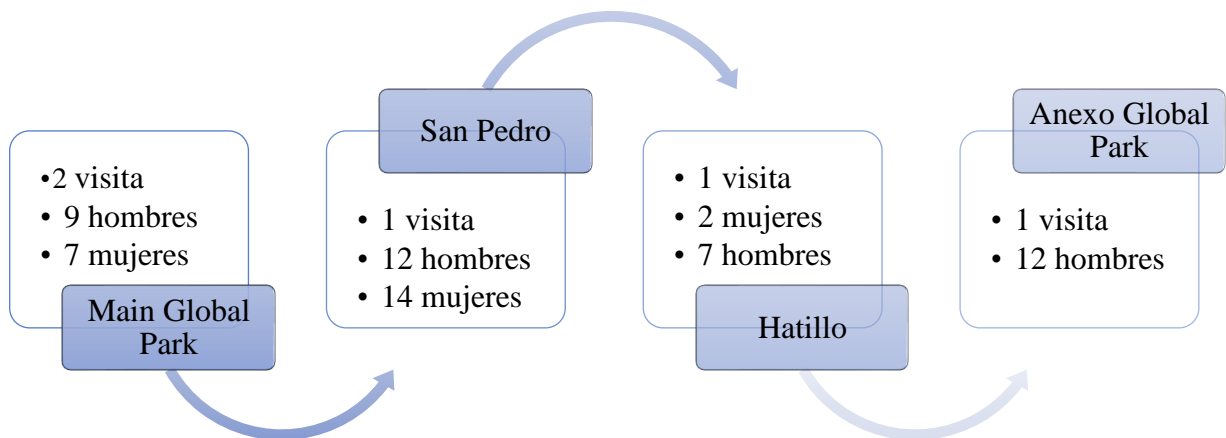 •2 visita
• 9 hombres
• 7 mujeres
Main Global
Park
San Pedro
• 1 visita
• 12 hombres
• 14 mujeres
• 1 visita
• 2 mujeres
• 7 hombres
Hatillo
Anexo Global
Park
• 1 visita
• 12 hombres